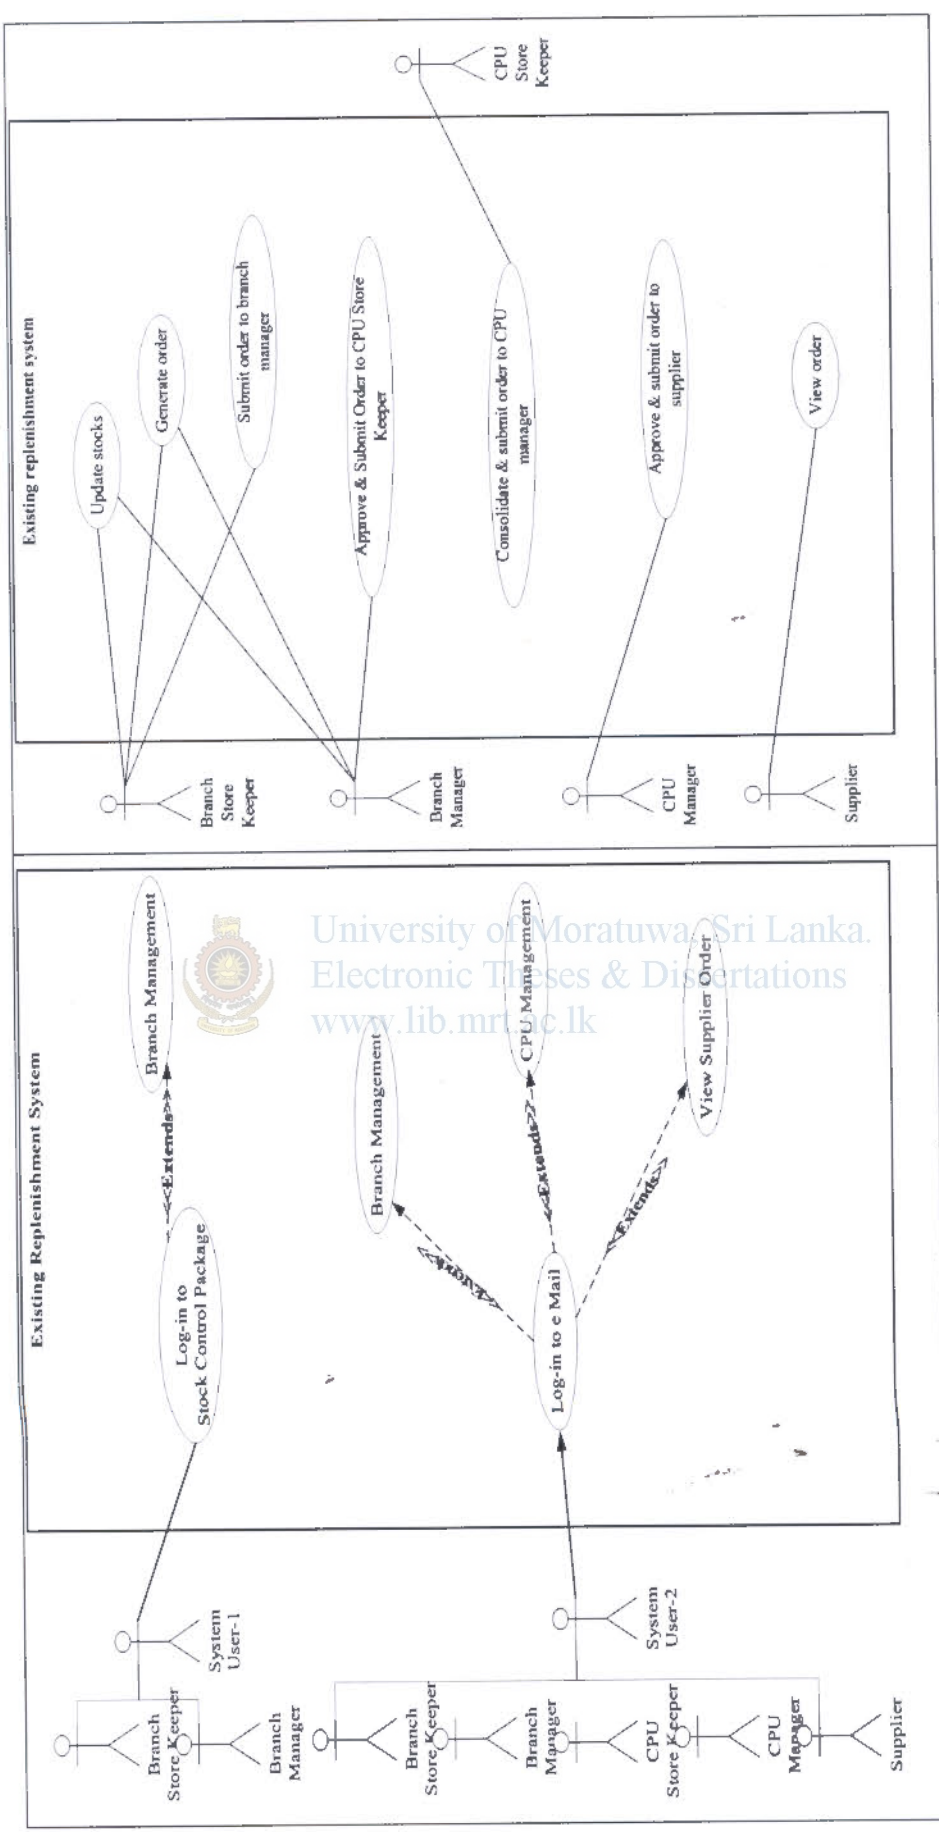 Existing Replenishment System
Branch
Store Keeper
Branch
Manager
System
User-1
Log-in to
Stock Control Package
<<Extends>>
Branch Management
Branch
Store Keeper
Branch
Manager
CPU
Store Keeper
CPU
Manager
Supplier
System
User-2
Log-in to e Mail
Branch Management
<<Extends>>
CPU Management
<<Extends>>
View Supplier Order
Existing replenishment system
Branch
Store
Keeper
Update stocks
Generate order
Submit order to branch
manager
Branch
Manager
Approve & Submit Order to CPU Store
Keeper
CPU
Store
Keeper
Consolidate & submit order to CPU
manager
CPU
Manager
Approve & submit order to
supplier
Supplier
View order
University of Moratuwa, Sri Lanka.
Electronic Theses & Dissertations
www.lib.mrt.ac.lk